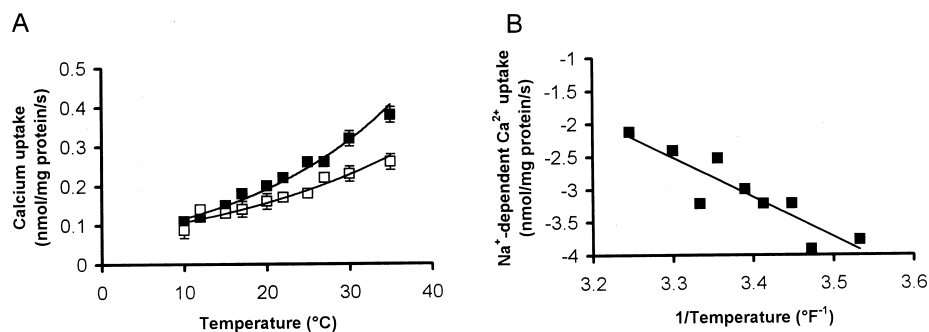 A
Calcium uptake
(nmol/mg protein/s)
0.5
0.4
0.3
0.2
0.1
0
0 10 20 30 40
Temperature (°C)
B
Na⁺-dependent Ca²⁺ uptake
(nmol/mg protein/s)
-1
-1.5
-2
-2.5
-3
-3.5
-4
3.2 3.3 3.4 3.5 3.6
1/Temperature (°F⁻¹)